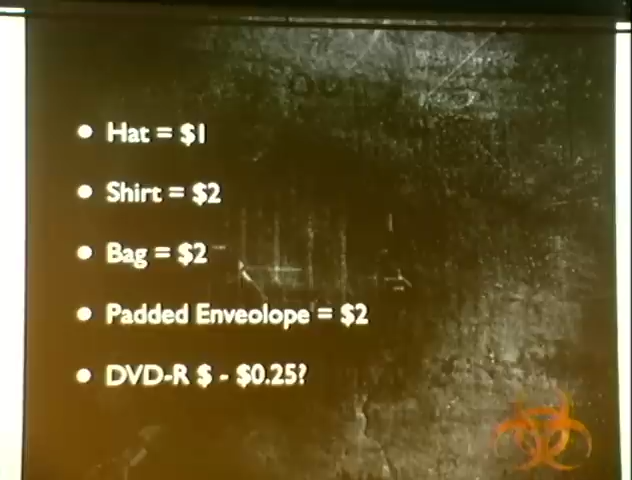 • Hat = $1
• Shirt = $2
• Bag = $2
• Padded Enveolope = $2
• DVD-R $ - $0.25?